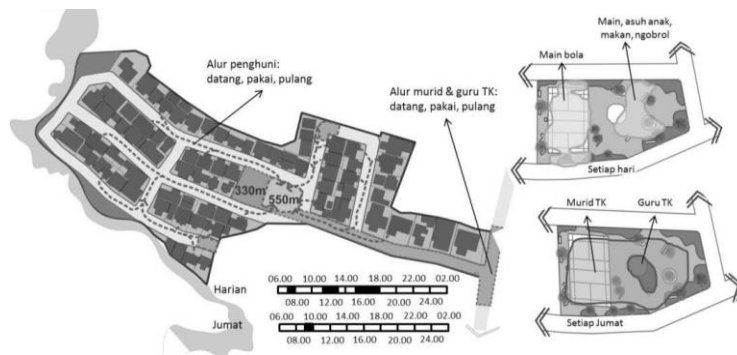 Alur penghuni:
datang, pakai, pulang
Alur murid & guru TK:
datang, pakai, pulang
330m
550m
Harian
06.00 10.00 14.00 18.00 22.00 02.00
08.00 12.00 16.00 20.00 24.00
Jumat
06.00 10.00 14.00 18.00 22.00 02.00
08.00 12.00 16.00 20.00 24.00
Main, asuh anak,
makan, ngobrol
Main bola
Setiap hari
Murid TK
Guru TK
Setiap Jumat